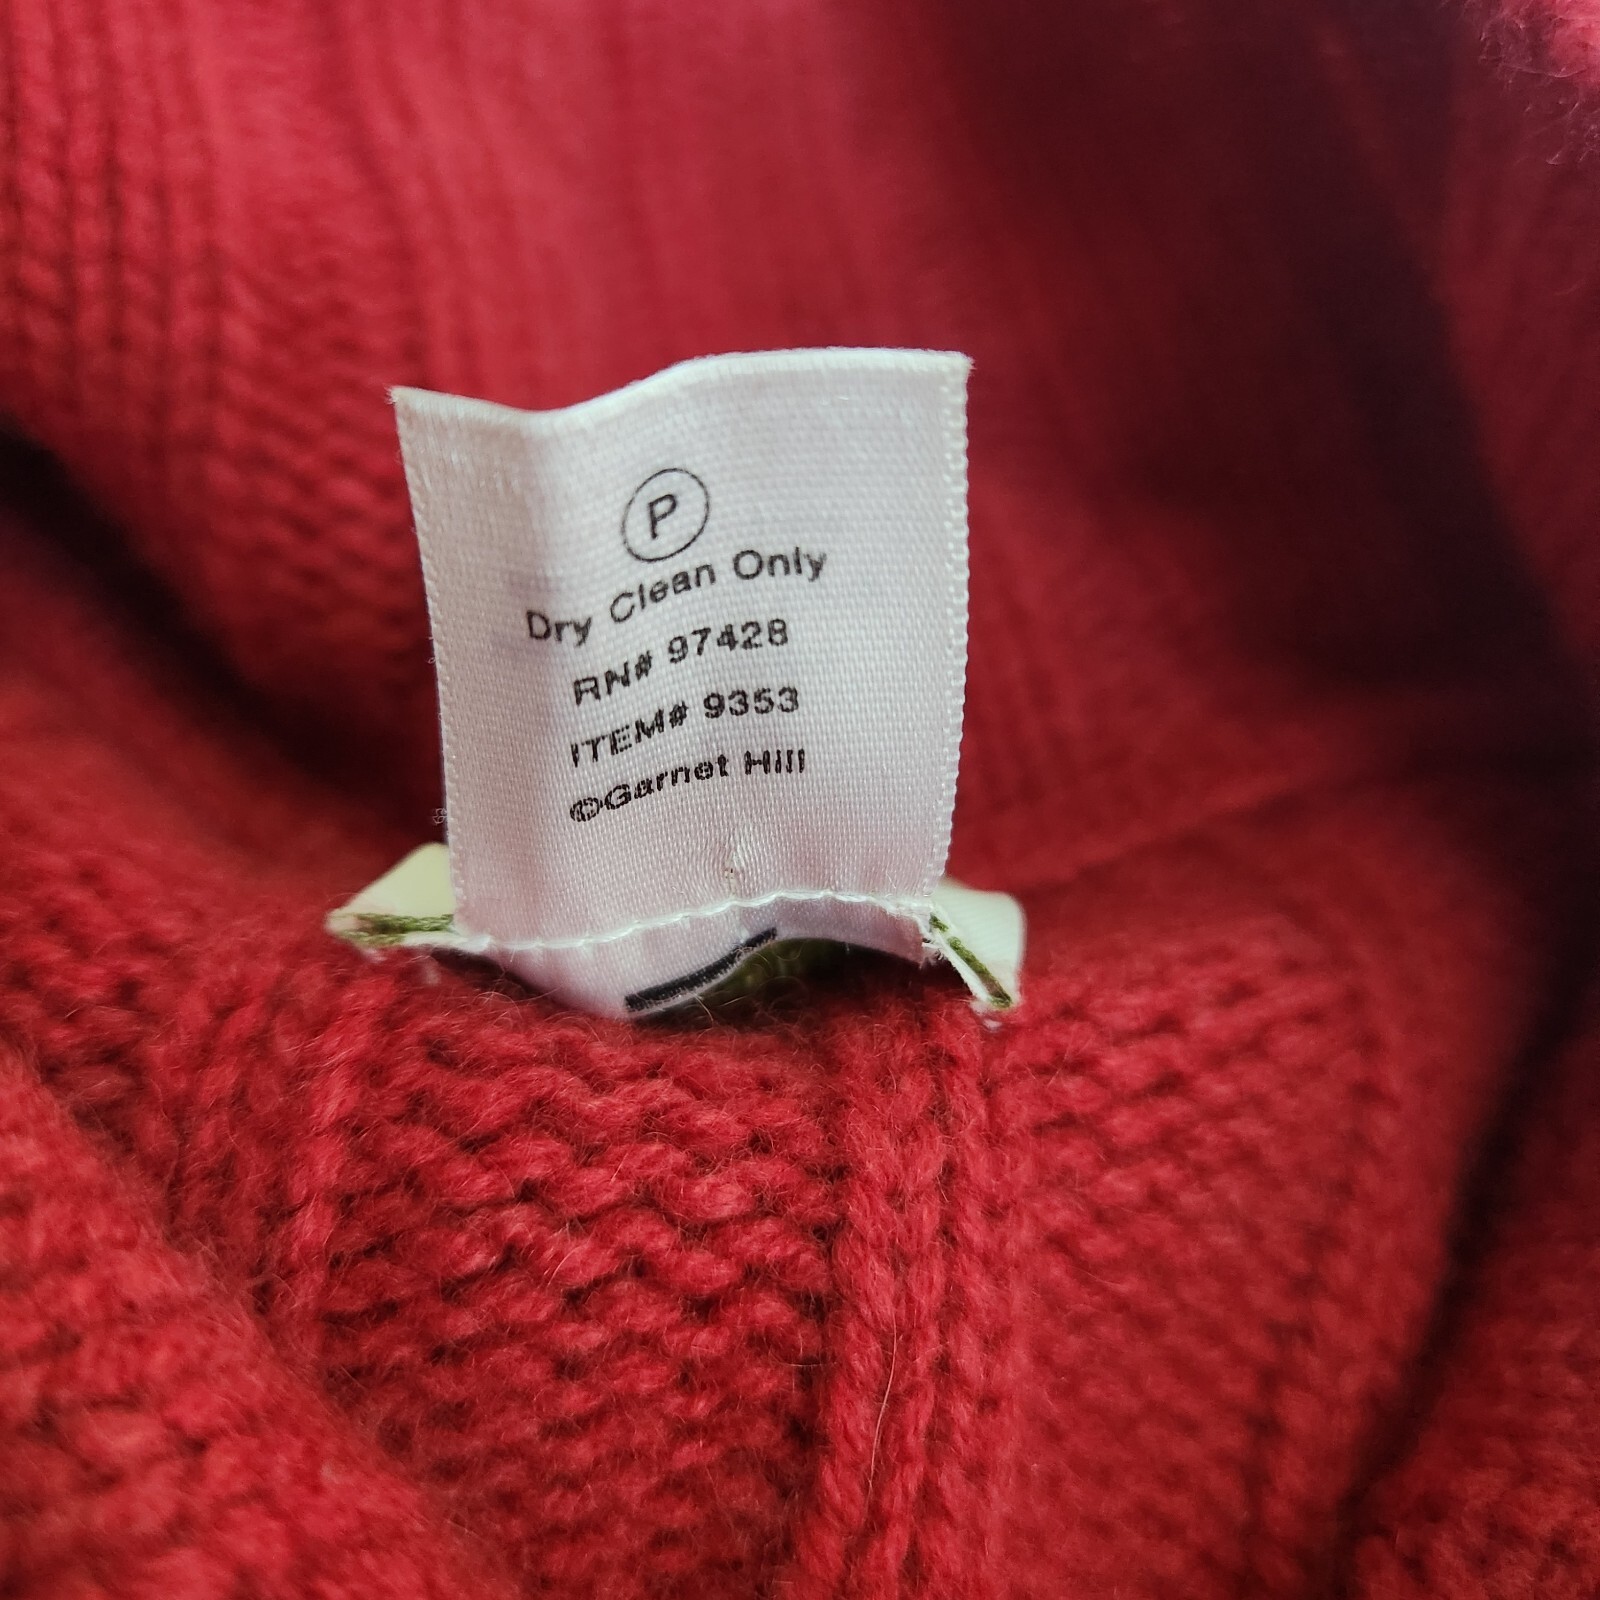 P
Dry Clean Only
RN# 97428
ITEM# 9353
©Garnet Hill